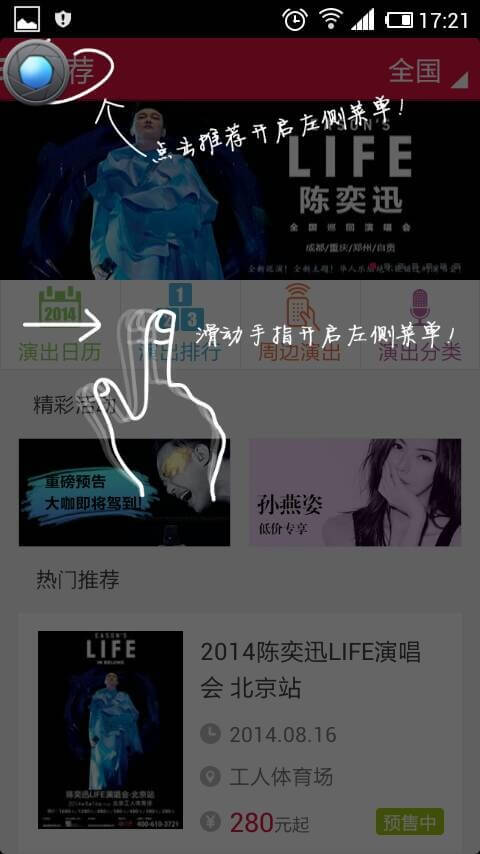 17:21
荐
全国
点击推荐开启左侧菜单!
EASON'S
LIFE
陈奕迅
全国巡回演唱会
成都/重庆/郑州/自贡
2014
1
3
滑动手指开启左侧菜单!
演出日历
演出排行
周边演出
演出分类
精彩活动
重磅预告
大咖即将驾到!
孙燕姿
低价专享
热门推荐
EASON'S
LIFE
IN BEIJING
陈奕迅LIFE演唱会·北京站
400-610-3721
2014陈奕迅LIFE演唱
会 北京站
2014.08.16
工人体育场
280元起
预售中